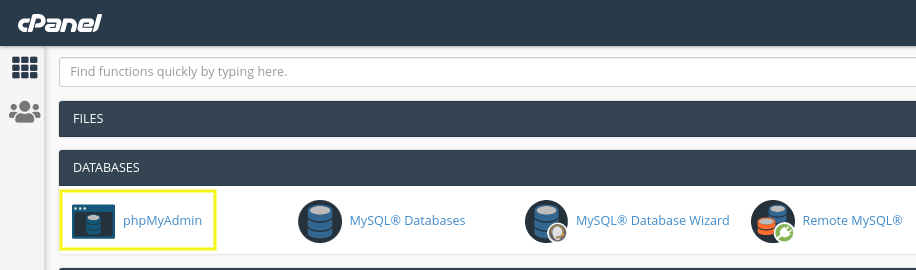 cPanel
Find functions quickly by typing here.
FILES
DATABASES
phpMyAdmin
MySQL® Databases
MySQL® Database Wizard
Remote MySQL®